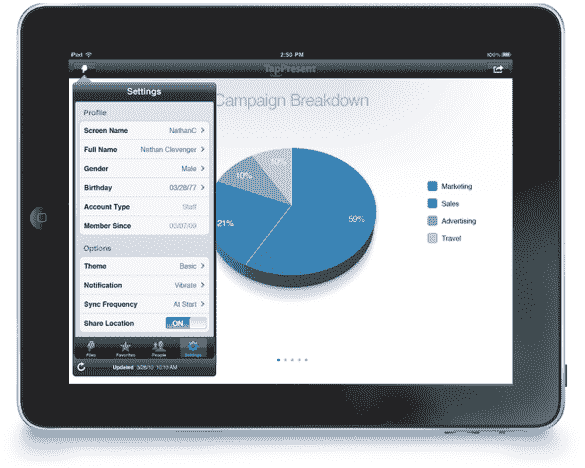 iPod 2:50 PM 100%
TapPresent
Settings
Campaign Breakdown
Profile
Screen Name NathanC
Full Name Nathan Clevenger
Gender Male
Birthday 03/28/77
Account Type Staff
Member Since 03/07/09
Options
Theme Basic
Notification Vibrate
Sync Frequency At Start
Share Location ON
Files Favorites People Settings
Updated 3/28/10 10:10 AM
10%
10%
21%
59%
Marketing
Sales
Advertising
Travel